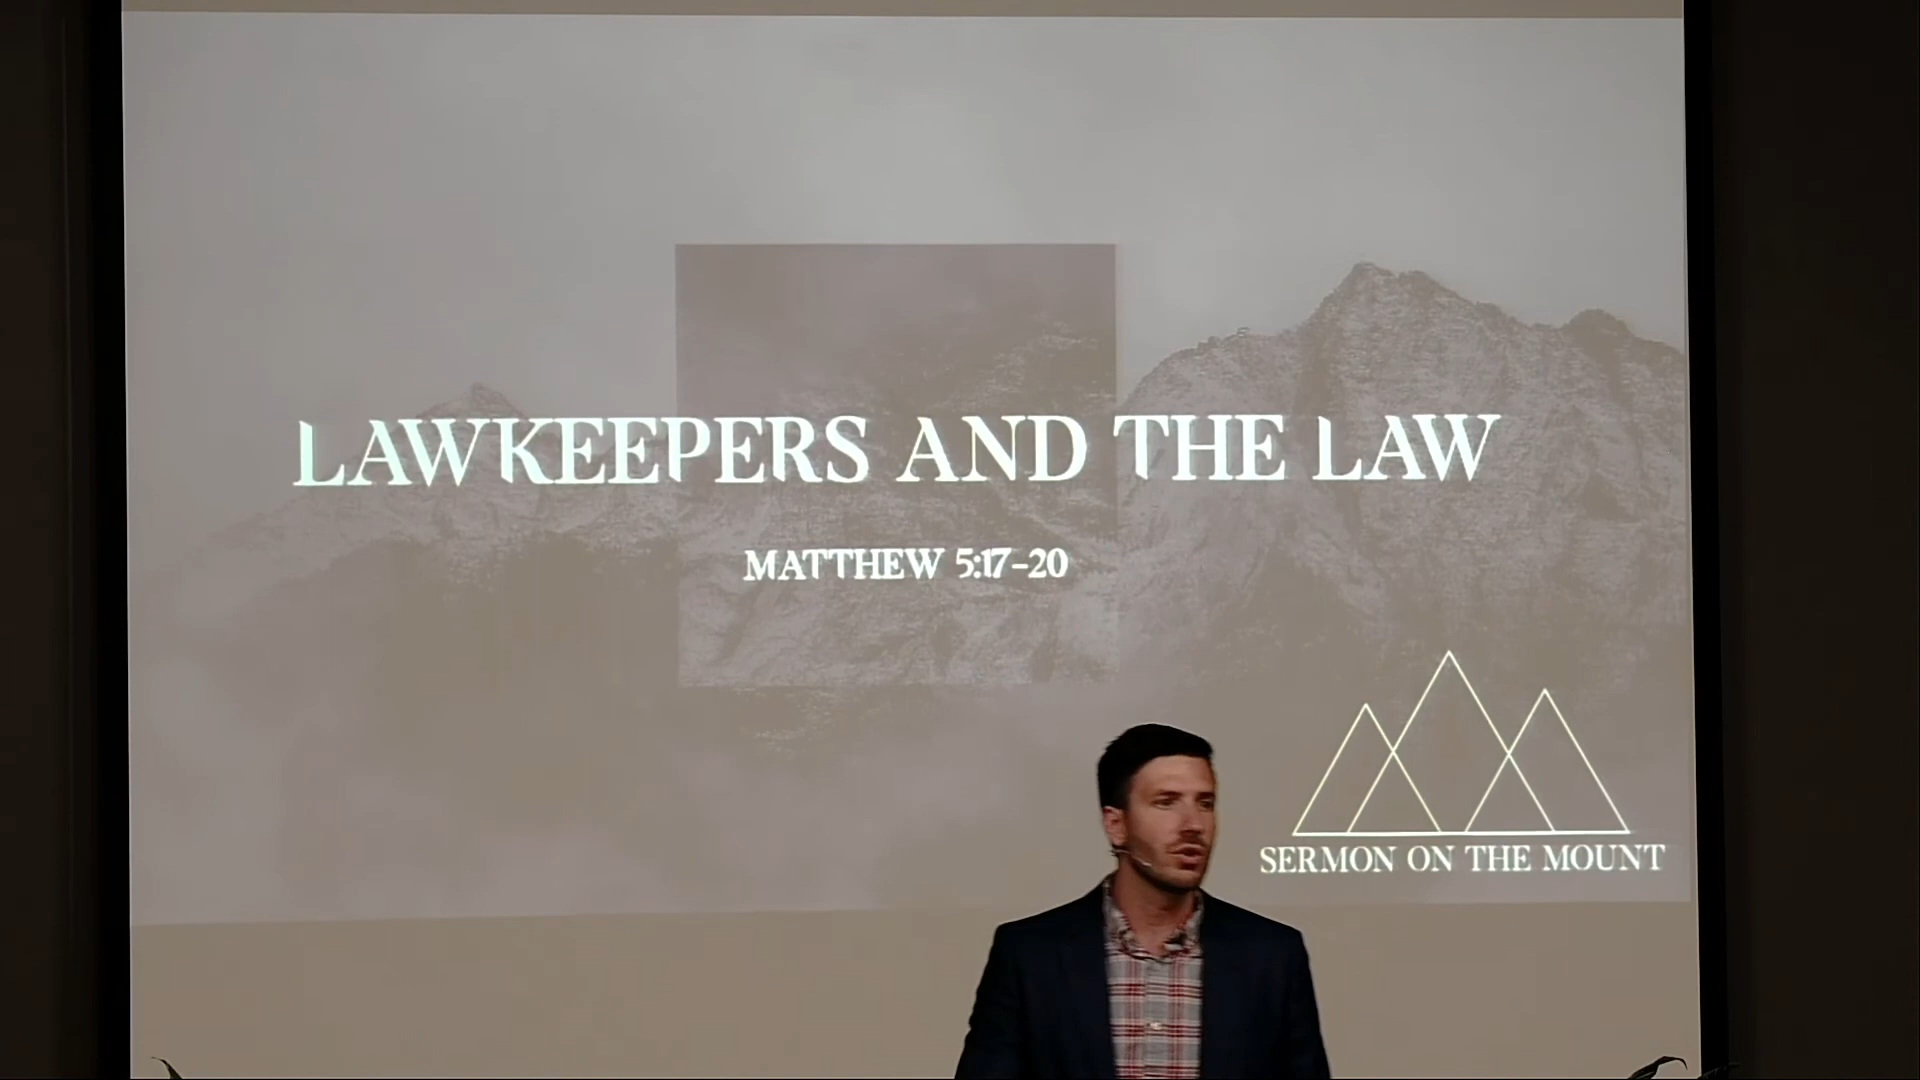 LAWKEEPERS AND THE LAW
MATTHEW 5:17-20
SERMON ON THE MOUNT